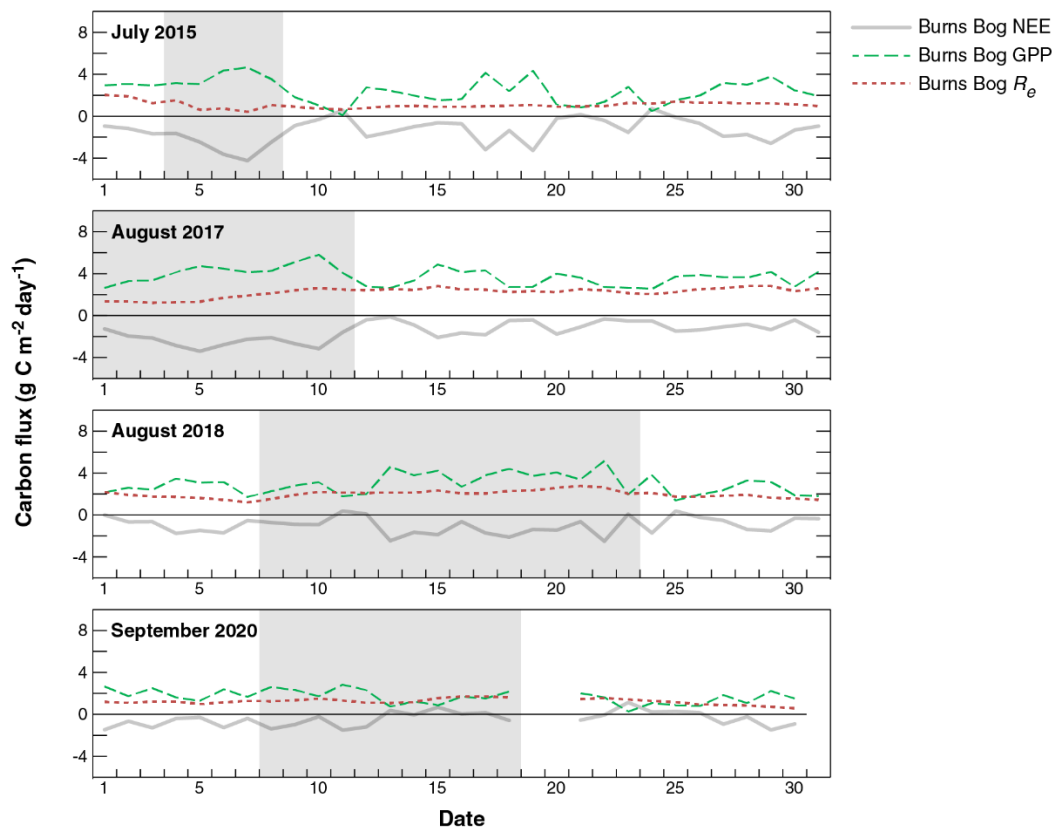 July 2015
8
4
0
-4
1 5 10 15 20 25 30
August 2017
8
4
0
-4
1 5 10 15 20 25 30
August 2018
8
4
0
-4
1 5 10 15 20 25 30
September 2020
8
4
0
-4
1 5 10 15 20 25 30
Date
Carbon flux (g C m⁻² day⁻¹)
Burns Bog NEE
Burns Bog GPP
Burns Bog Rₑ